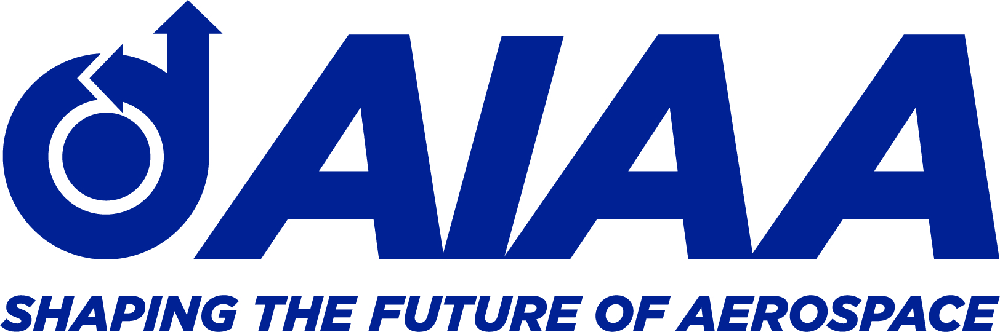 AIAA
SHAPING THE FUTURE OF AEROSPACE